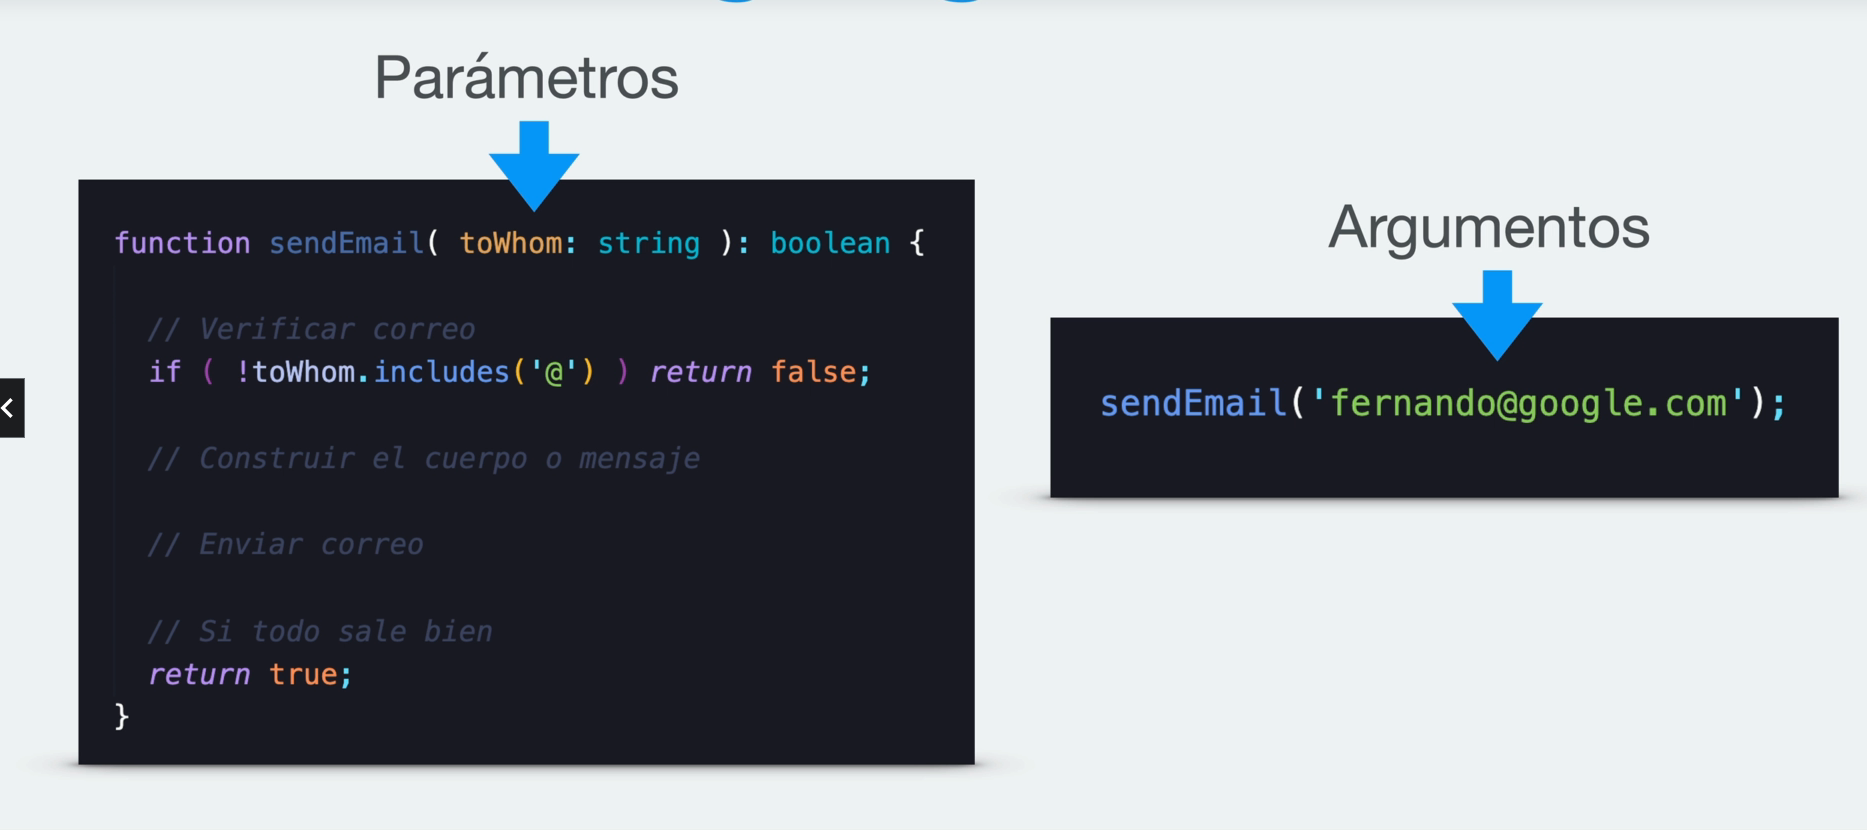 Parámetros
function sendEmail( toWhom: string ): boolean {
// Verificar correo
if ( !toWhom.includes('@') ) return false;
// Construir el cuerpo o mensaje
// Enviar correo
// Si todo sale bien
return true;
}
Argumentos
sendEmail('fernando@google.com');